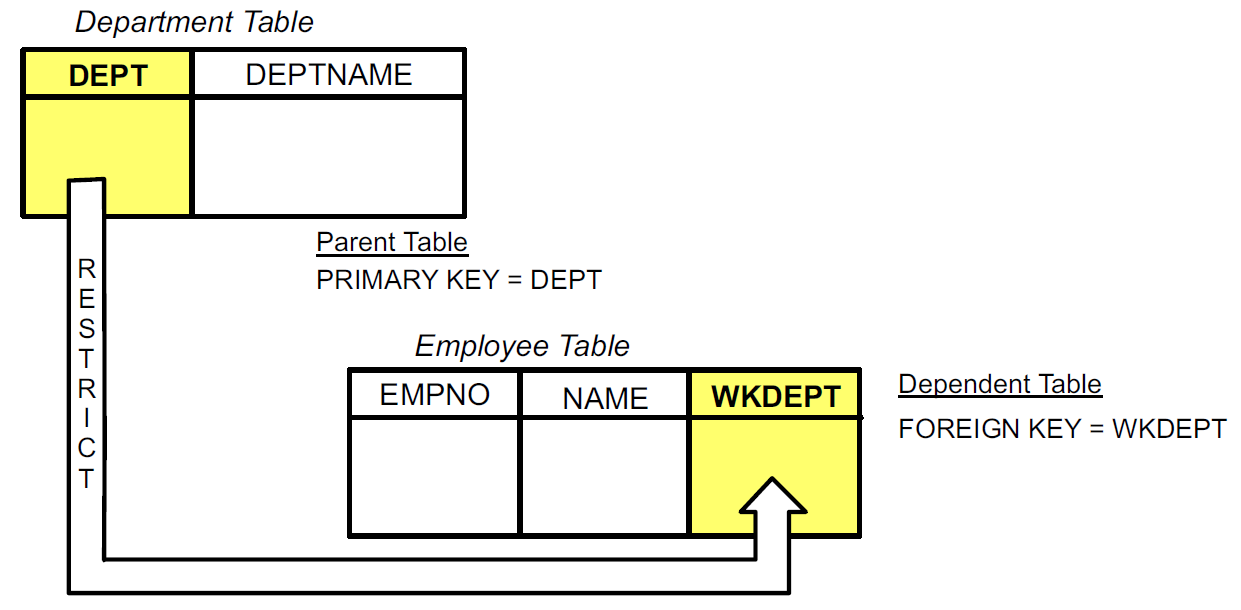 Department Table
DEPT DEPTNAME
Parent Table
PRIMARY KEY = DEPT
RESTRICT
Employee Table
EMPNO NAME WKDEPT
Dependent Table
FOREIGN KEY = WKDEPT